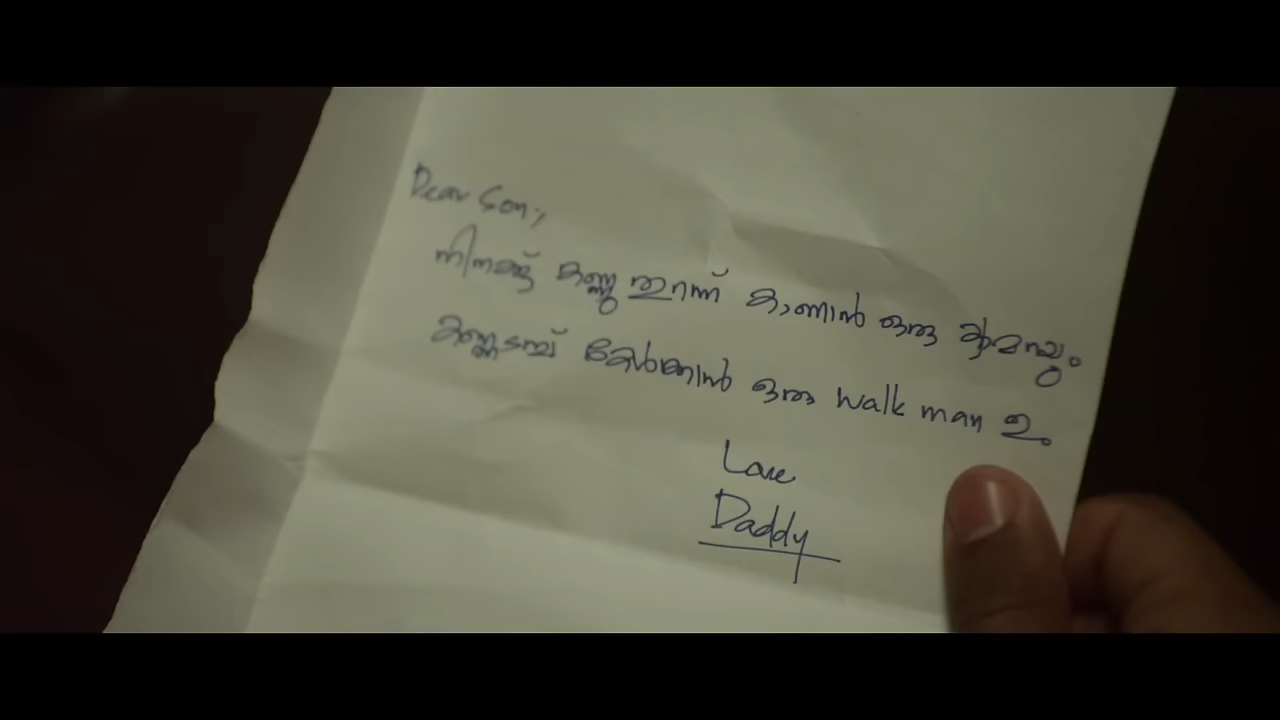 Dear Son,
നിനക്ക് കണ്ണു തുറന്ന് കാണാൻ ഒരു ക്യാമറയും
കണ്ണടച്ച് കേൾക്കാൻ ഒരു walk man ഉം
Love
Daddy